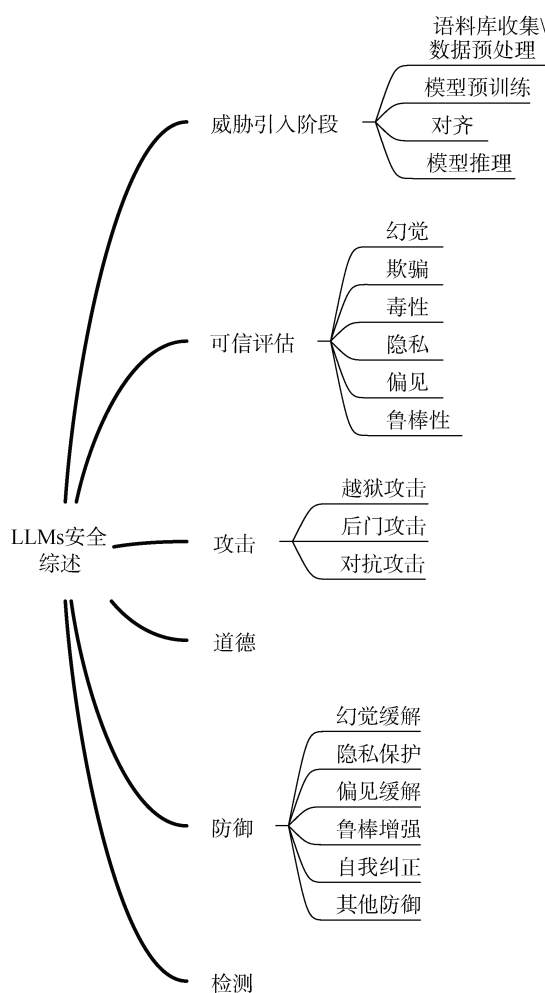 语料库收集\
数据预处理
模型预训练
威胁引入阶段
对齐
模型推理
幻觉
欺骗
毒性
可信评估
隐私
偏见
鲁棒性
越狱攻击
LLMs安全
综述
后门攻击
攻击
对抗攻击
道德
幻觉缓解
隐私保护
偏见缓解
防御
鲁棒增强
自我纠正
其他防御
检测